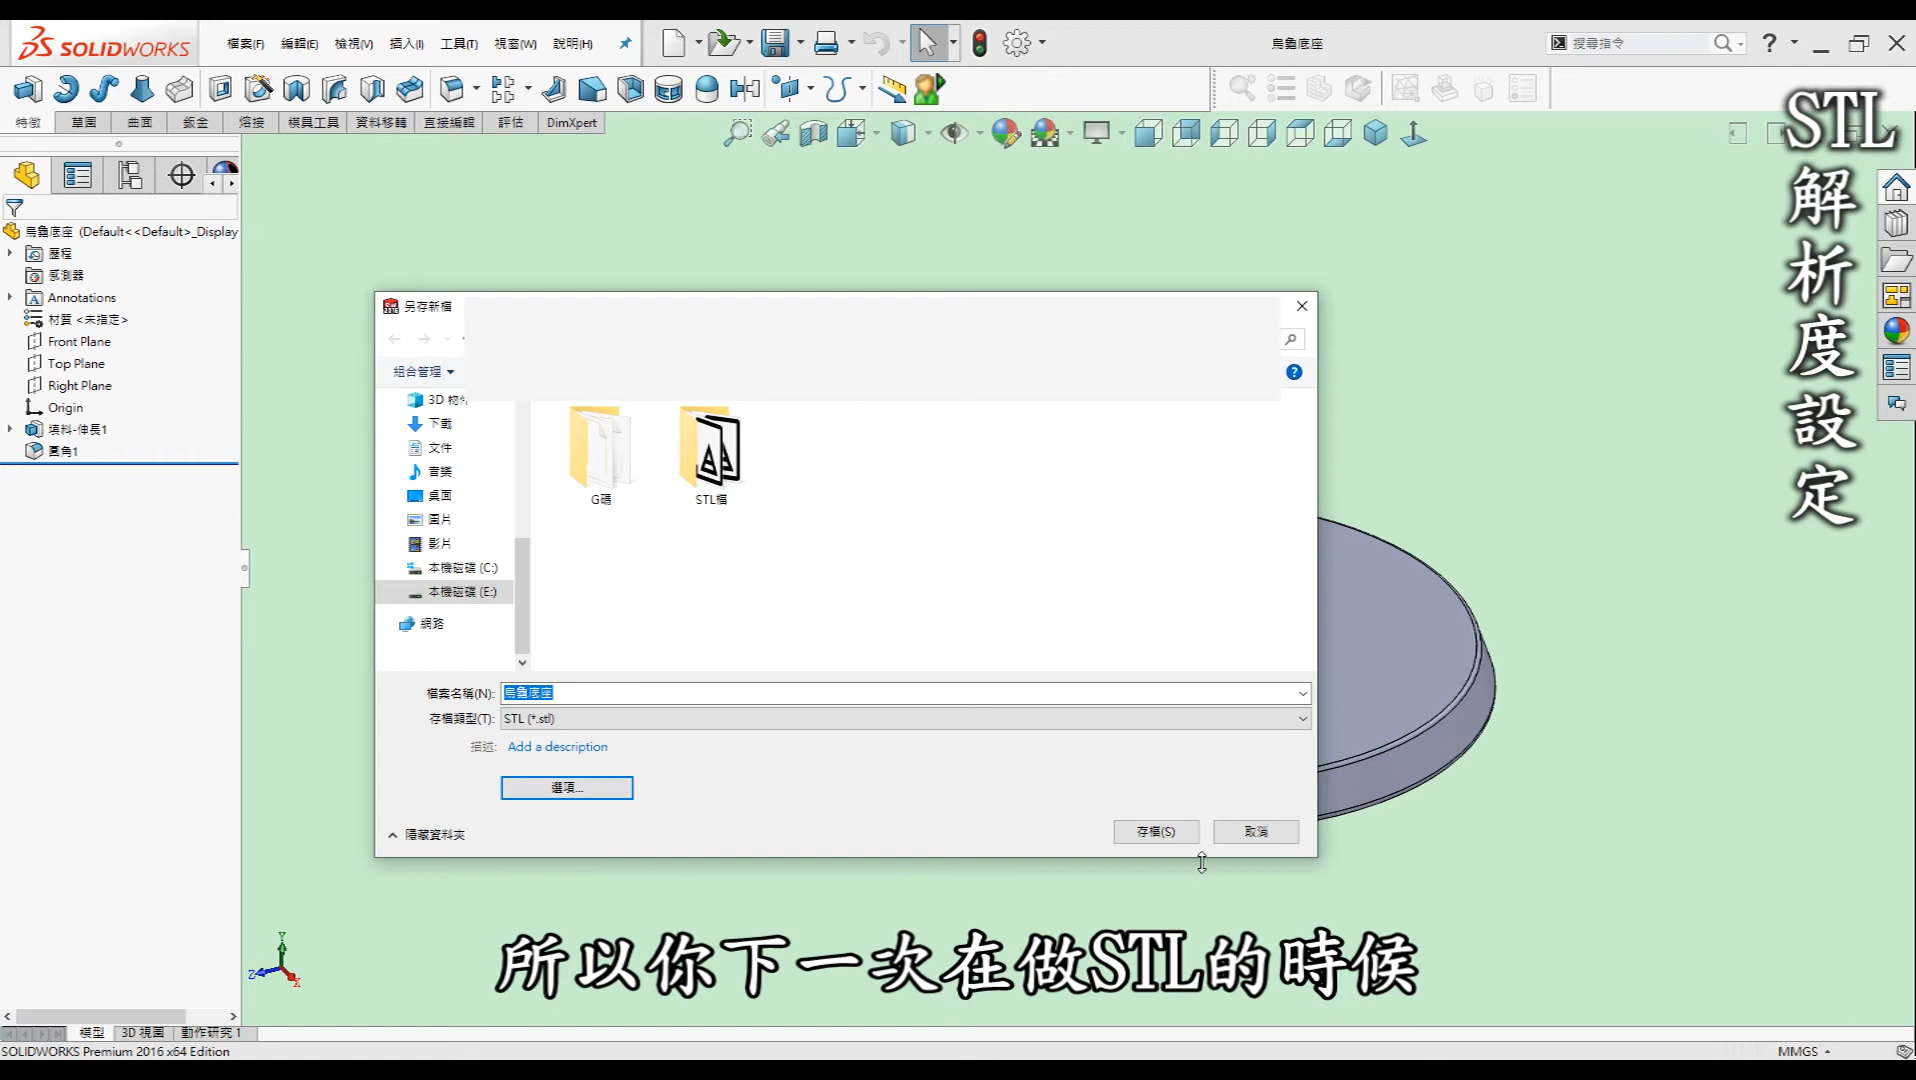 SOLIDWORKS
檔案(F) 編輯(E) 檢視(V) 插入(I) 工具(T) 視窗(W) 說明(H)
烏龜底座
搜尋指令
特徵 草圖 曲面 鈑金 熔接 模具工具 資料移轉 直接編輯 評估 DimXpert
STL
解
析
度
設
定
烏龜底座 (Default<<Default>_Display
歷程
感測器
Annotations
材質 <未指定>
Front Plane
Top Plane
Right Plane
Origin
填料-伸長1
圓角1
另存新檔
組合管理
3D 物件
下載
文件
音樂
桌面
圖片
影片
本機磁碟 (C:)
本機磁碟 (E:)
網路
G碼
STL檔
檔案名稱(N): 烏龜底座
存檔類型(T): STL (*.stl)
描述: Add a description
選項...
隱藏資料夾
存檔(S) 取消
所以你下一次在做STL的時候
模型 3D 視圖 動作研究 1
SOLIDWORKS Premium 2016 x64 Edition
MMGS